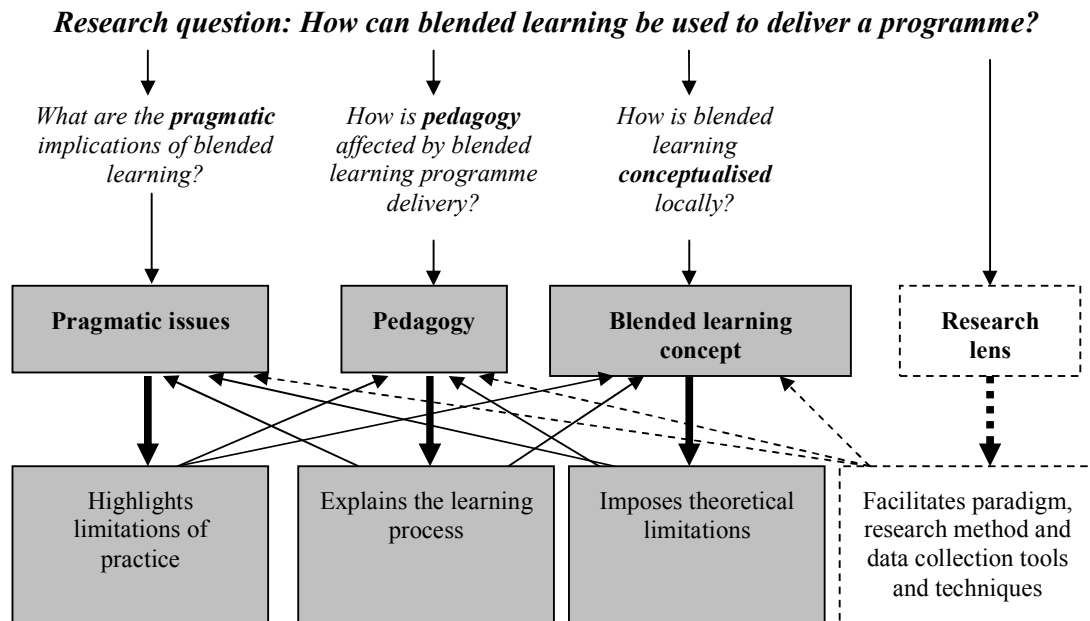 Research question: How can blended learning be used to deliver a programme?
What are the pragmatic
implications of blended
learning?
How is pedagogy
affected by blended
learning programme
delivery?
How is blended
learning
conceptualised
locally?
Pragmatic issues
Pedagogy
Blended learning
concept
Research
lens
Highlights
limitations of
practice
Explains the learning
process
Imposes theoretical
limitations
Facilitates paradigm,
research method and
data collection tools
and techniques